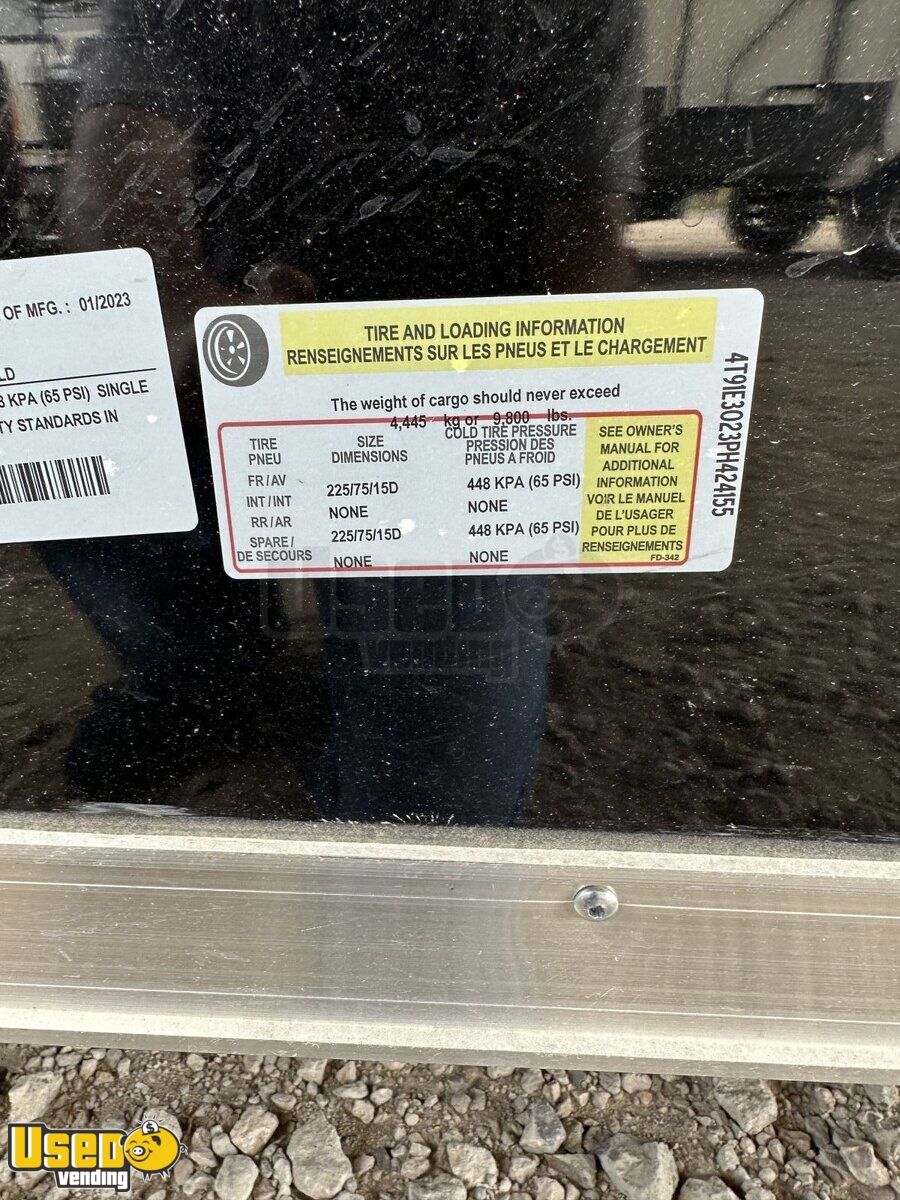 OF MFG. : 01/2023
KPA (65 PSI) SINGLE
TY STANDARDS IN
TIRE AND LOADING INFORMATION
RENSEIGNEMENTS SUR LES PNEUS ET LE CHARGEMENT
The weight of cargo should never exceed
4,445 kg or 9,800 lbs.
TIRE
PNEU
SIZE
DIMENSIONS
COLD TIRE PRESSURE
PRESSION DES
PNEUS A FROID
FR / AV
225/75/15D
448 KPA (65 PSI)
INT / INT
NONE
NONE
RR / AR
225/75/15D
448 KPA (65 PSI)
SPARE /
DE SECOURS
NONE
NONE
SEE OWNER'S
MANUAL FOR
ADDITIONAL
INFORMATION
VOIR LE MANUEL
DE L'USAGER
POUR PLUS DE
RENSEIGNEMENTS
FD-342
4T91E3023PH424155
USED
vending
USED
vending